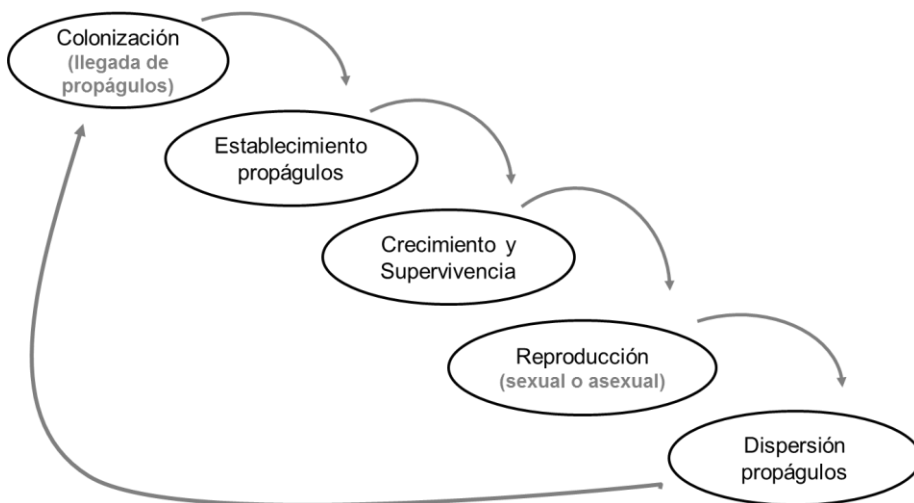 Colonización
(llegada de
propágulos)
Establecimiento
propágulos
Crecimiento y
Supervivencia
Reproducción
(sexual o asexual)
Dispersión
propágulos